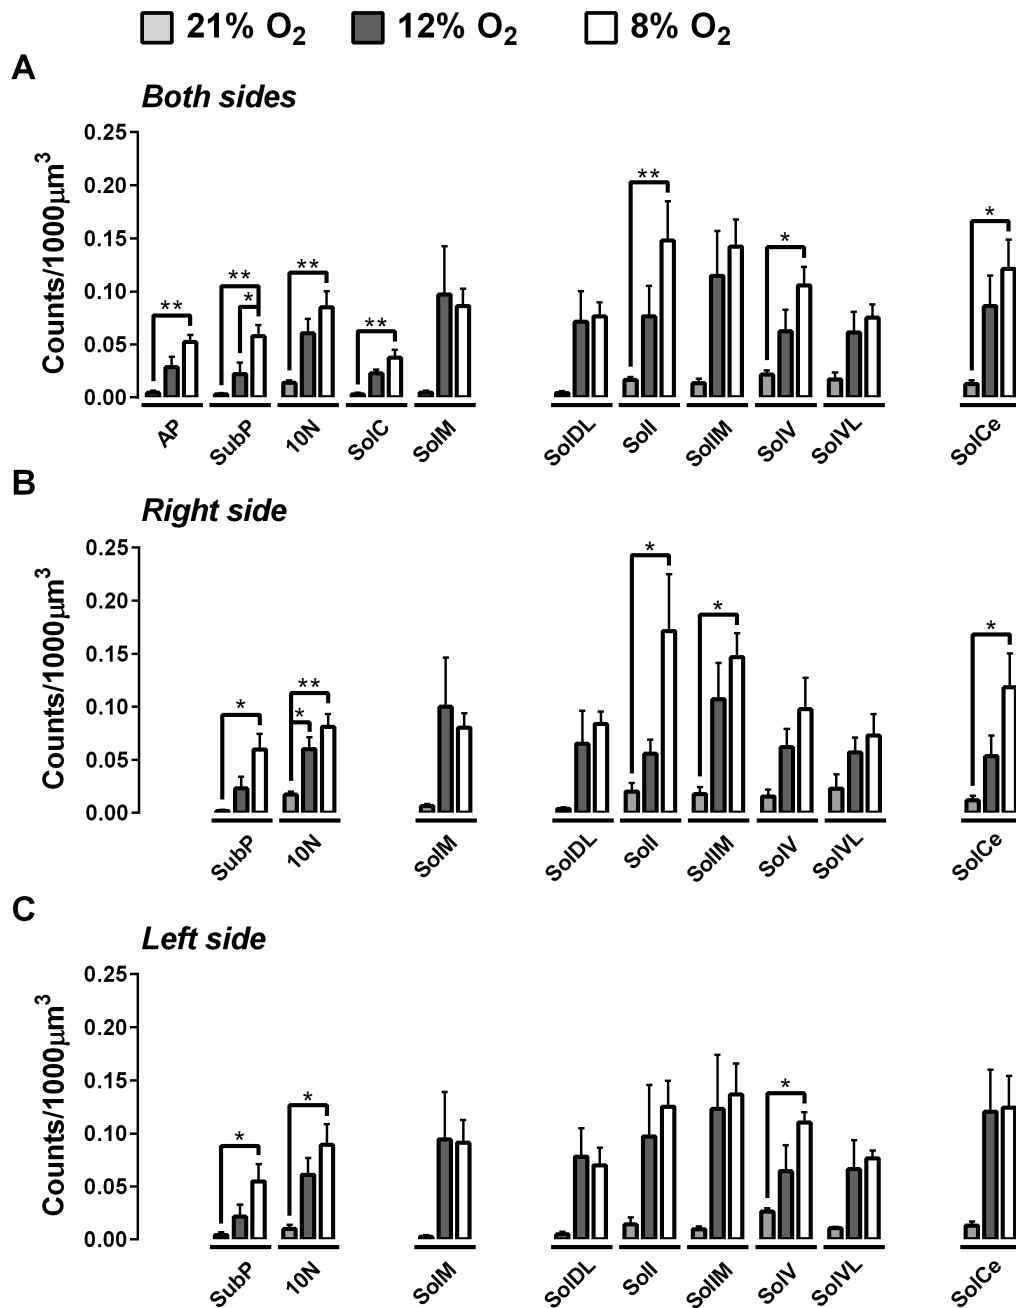 21% O₂ 12% O₂ 8% O₂
A
Both sides
Counts/1000μm³
0.25
0.20
0.15
0.10
0.05
0.00
** ** * ** ** ** * *
AP SubP 10N SolC SolM SolDL SolI SolIM SolV SolVL SolCe
B
Right side
Counts/1000μm³
0.25
0.20
0.15
0.10
0.05
0.00
* * ** * * *
SubP 10N SolM SolDL SolI SolIM SolV SolVL SolCe
C
Left side
Counts/1000μm³
0.25
0.20
0.15
0.10
0.05
0.00
* * *
SubP 10N SolM SolDL SolI SolIM SolV SolVL SolCe